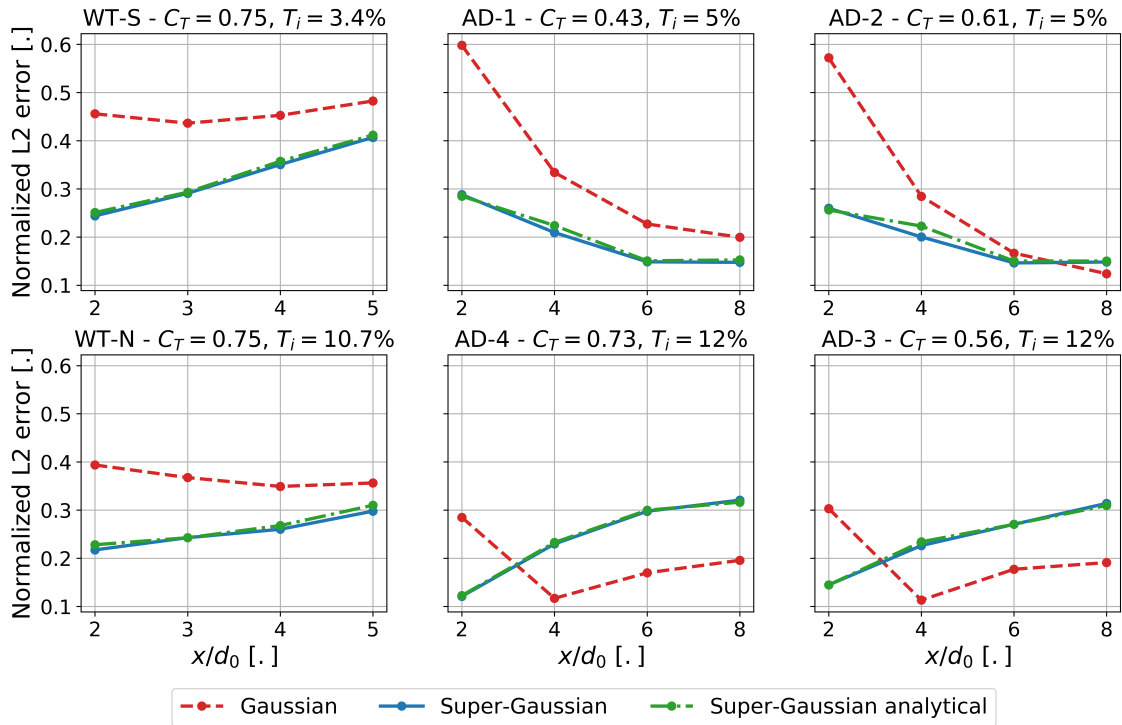 WT-S - C_T = 0.75, T_i = 3.4%
AD-1 - C_T = 0.43, T_i = 5%
AD-2 - C_T = 0.61, T_i = 5%
Normalized L2 error [.]
0.6
0.5
0.4
0.3
0.2
0.1
2 3 4 5
2 4 6 8
2 4 6 8
WT-N - C_T = 0.75, T_i = 10.7%
AD-4 - C_T = 0.73, T_i = 12%
AD-3 - C_T = 0.56, T_i = 12%
Normalized L2 error [.]
0.6
0.5
0.4
0.3
0.2
0.1
2 3 4 5
2 4 6 8
2 4 6 8
x/d_0 [.]
x/d_0 [.]
x/d_0 [.]
Gaussian
Super-Gaussian
Super-Gaussian analytical